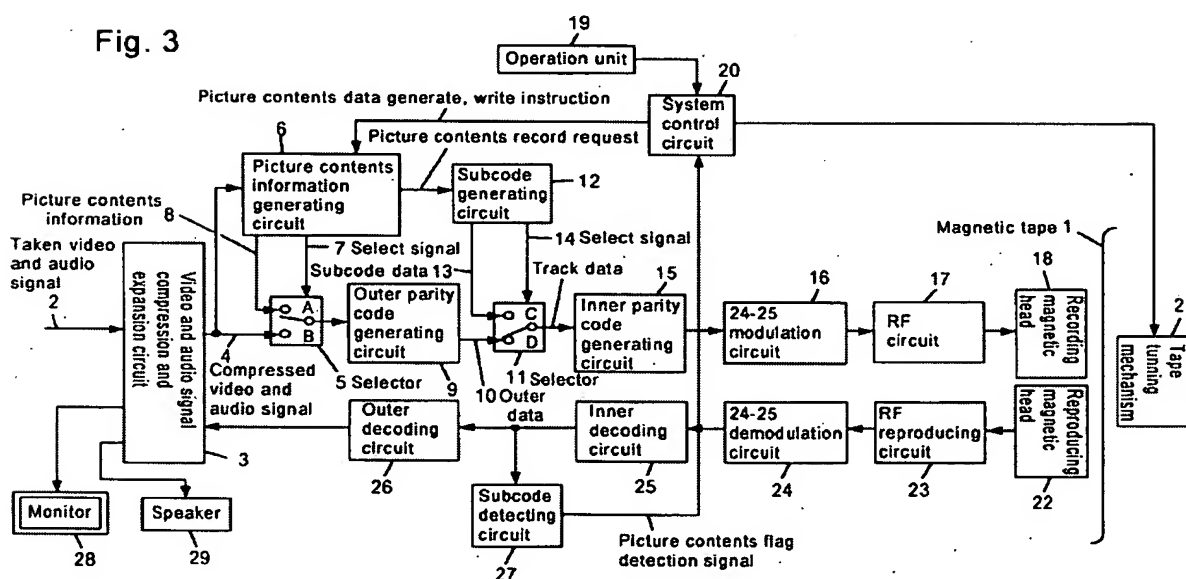 Fig. 3
19
Operation unit
20
System
control
circuit
Picture contents data generate, write instruction
6
Picture contents record request
Picture contents
information
generating
circuit
Subcode
generating
circuit
12
Picture contents
information
8
7 Select signal
14 Select signal
Magnetic tape 1
Taken video
and audio
signal
2
Subcode data 13
Track data
15
16
17
18
Video and audio signal
compression and
expansion circuit
A
B
Outer parity
code
generating
circuit
C
D
Inner parity
code
generating circuit
24-25
modulation
circuit
RF
circuit
Recording
magnetic
head
2
Tape
tunning
mechanism
4
Compressed
video and
audio signal
5 Selector
9
10 Outer
data
11 Selector
Outer
decoding
circuit
Inner
decoding
circuit
24-25
demodulation
circuit
RF
reproducing
circuit
Reproducing
magnetic
head
3
26
25
24
23
22
Monitor
Speaker
Subcode
detecting
circuit
Picture contents flag
detection signal
28
29
27